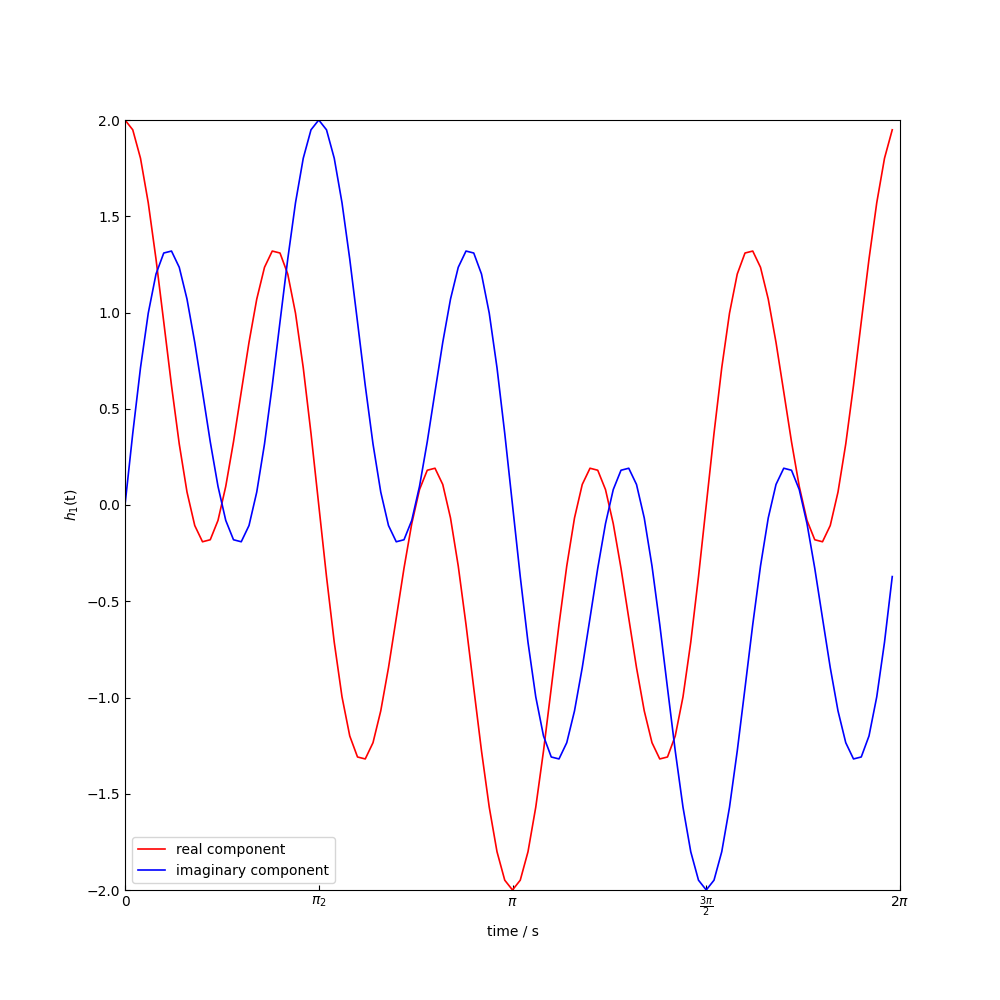 2.0
1.5
1.0
0.5
0.0
−0.5
−1.0
−1.5
−2.0
h₁(t)
real component
imaginary component
0 π₂ π 3π/2 2π
time / s